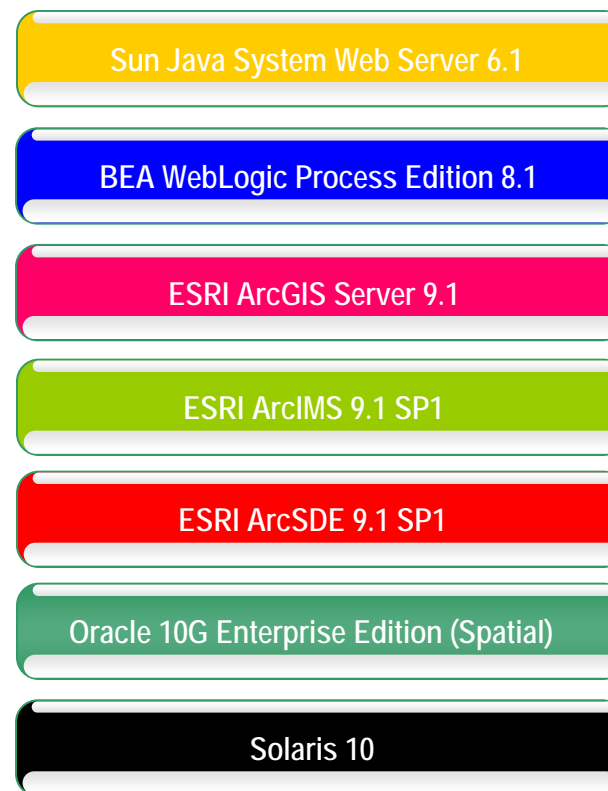 Sun Java System Web Server 6.1
BEA WebLogic Process Edition 8.1
ESRI ArcGIS Server 9.1
ESRI ArcIMS 9.1 SP1
ESRI ArcSDE 9.1 SP1
Oracle 10G Enterprise Edition (Spatial)
Solaris 10